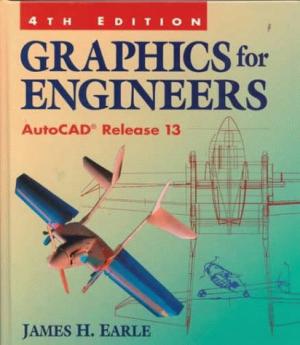 4TH EDITION
GRAPHICS for
ENGINEERS
AutoCAD® Release 13
JAMES H. EARLE